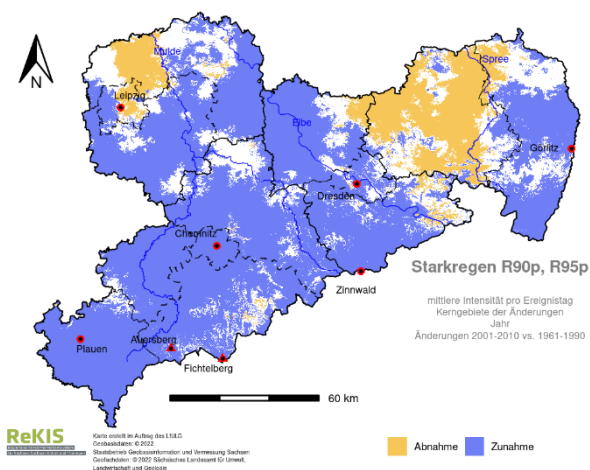 N
Mulde
Leipzig
Spree
Elbe
Görlitz
Dresden
Chemnitz
Zinnwald
Plauen
Auersberg
Fichtelberg
Starkregen R90p, R95p
mittlere Intensität pro Ereignistag
Kerngebiete der Änderungen
Jahr
Änderungen 2001-2010 vs. 1961-1990
60 km
ReKIS
Karte erstellt im Auftrag des LfULG
Geobasisdaten: © 2022
Staatsbetrieb Geobasisinformation und Vermessung Sachsen
Geofachdaten: © 2022 Sächsisches Landesamt für Umwelt,
Landwirtschaft und Geologie
Abnahme
Zunahme